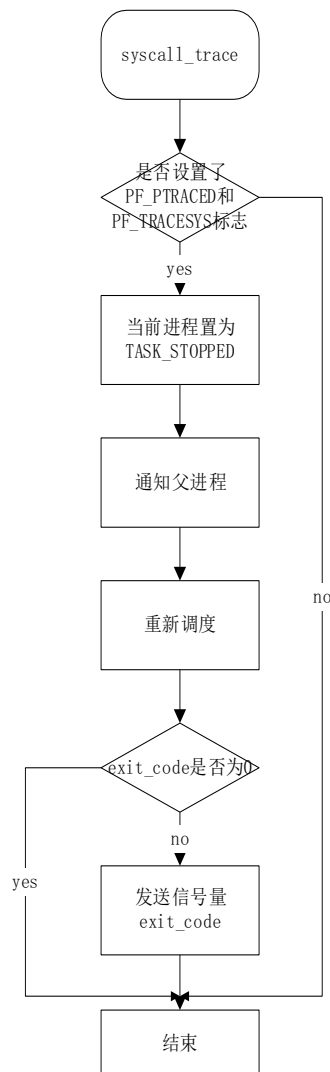 syscall_trace
是否设置了
PF_PTRACED和
PF_TRACESYS标志
yes
当前进程置为
TASK_STOPPED
通知父进程
no
重新调度
exit_code是否为0
no
yes
发送信号量
exit_code
结束